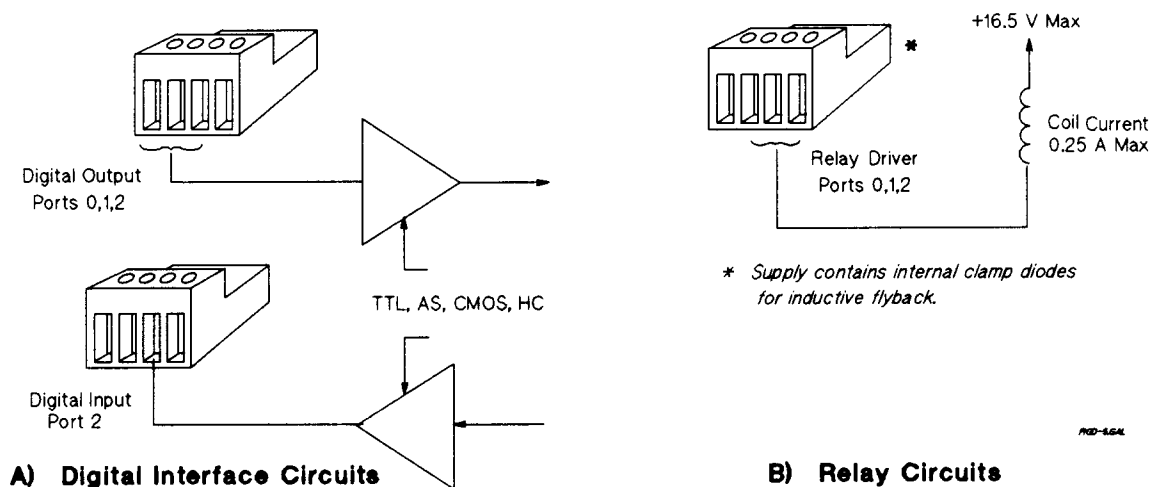 Digital Output
Ports 0,1,2
TTL, AS, CMOS, HC
Digital Input
Port 2
A) Digital Interface Circuits
*
+16.5 V Max
Coil Current
0.25 A Max
Relay Driver
Ports 0,1,2
* Supply contains internal clamp diodes
for inductive flyback.
B) Relay Circuits